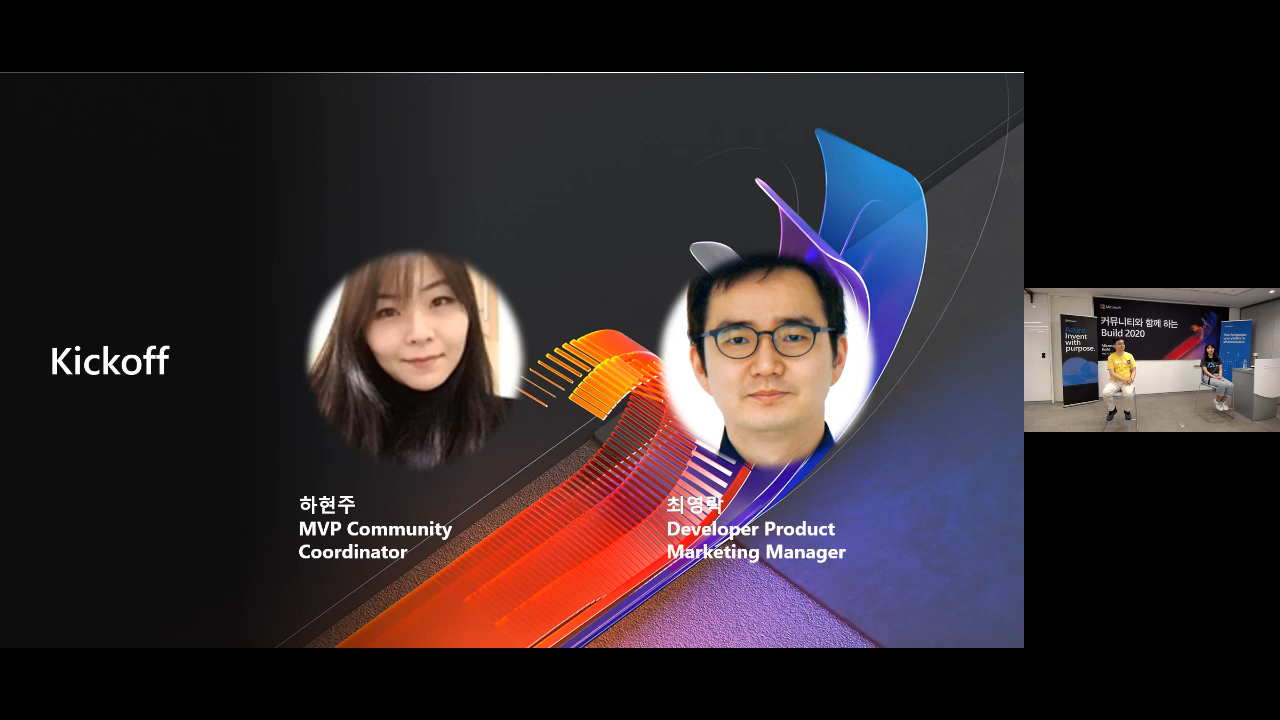 Kickoff
하현주
MVP Community
Coordinator
최영락
Developer Product
Marketing Manager
Microsoft
커뮤니티와 함께 하는
Build 2020
Azure.
Invent
with
purpose.